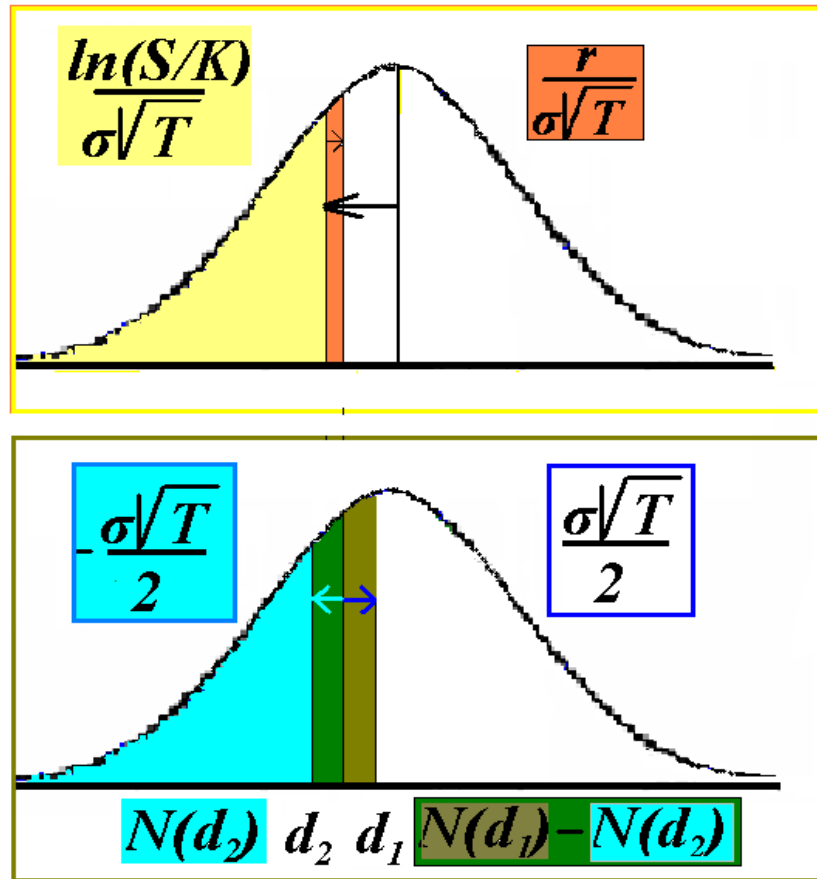 ln(S/K)
σ√T
r
σ√T
-σ√T
2
σ√T
2
N(d₂) d₂ d₁ N(d₁)-N(d₂)